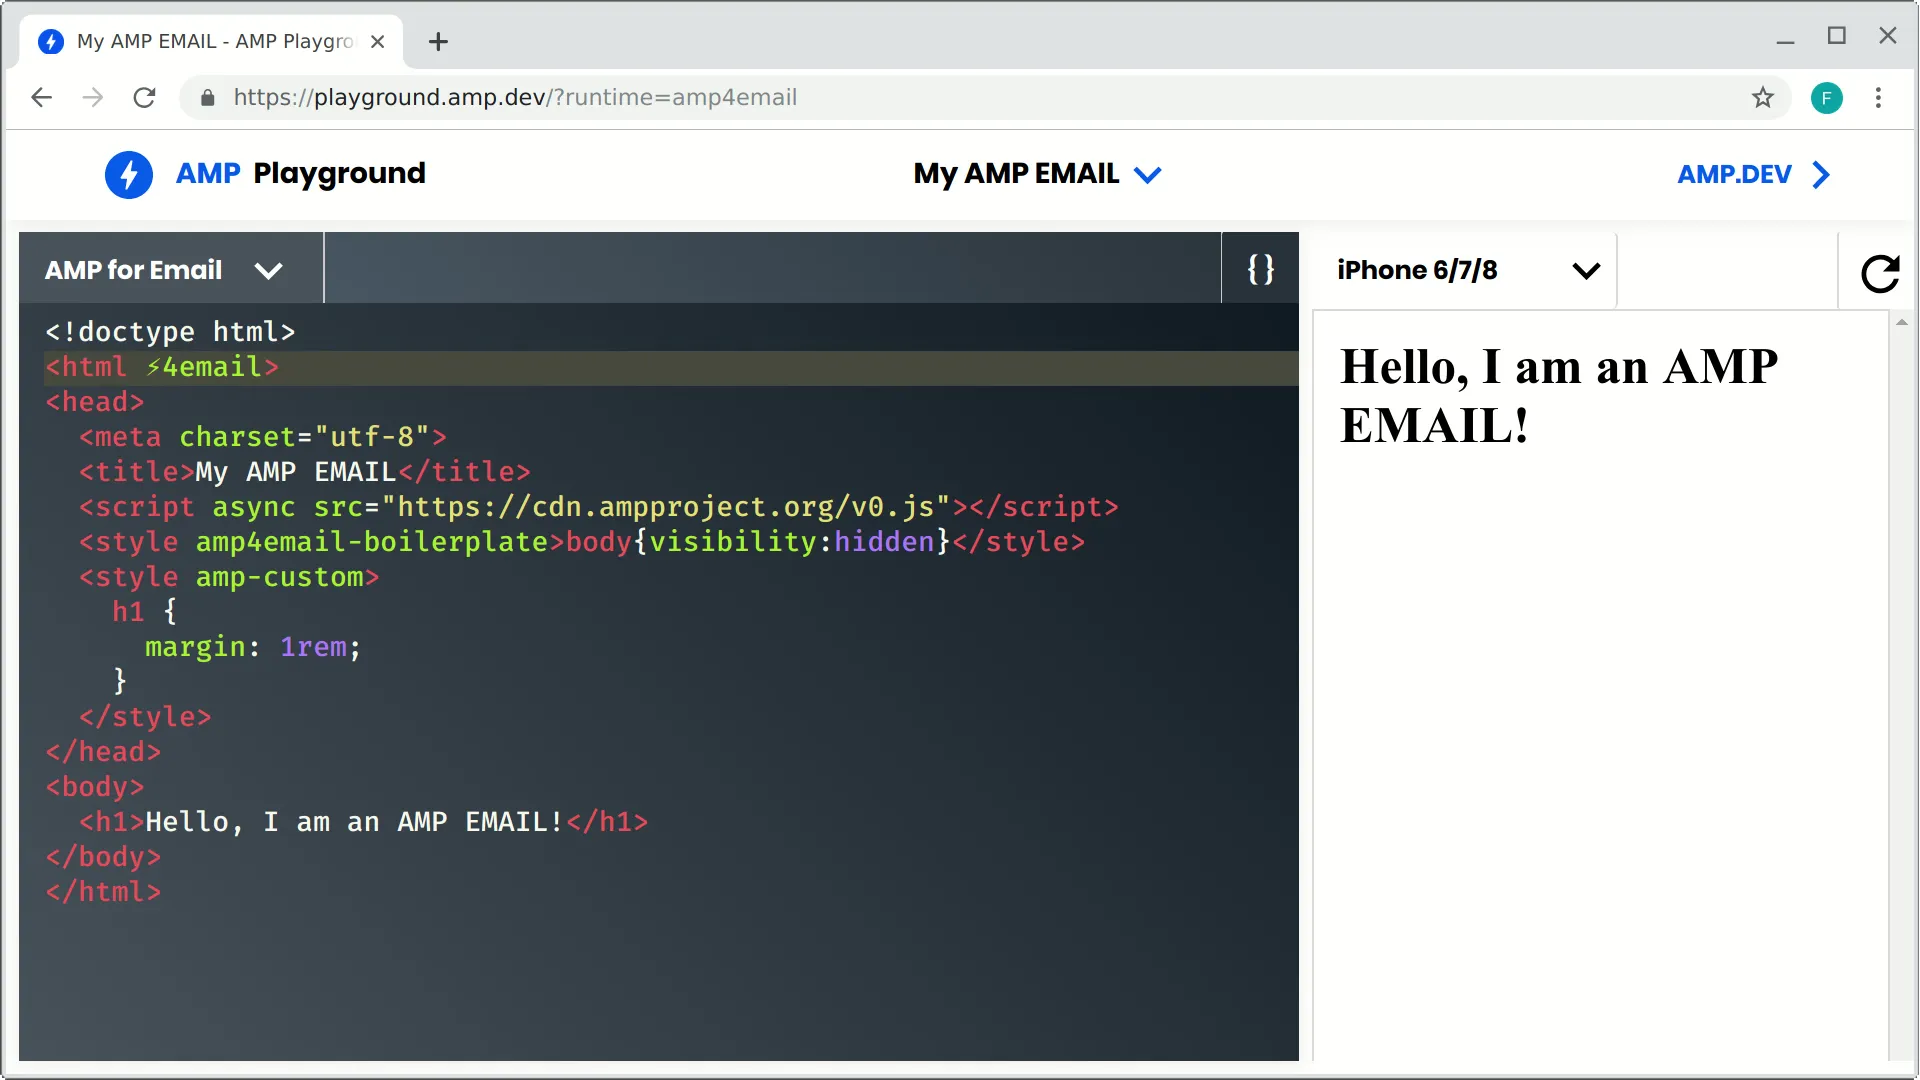 My AMP EMAIL - AMP Playgro
https://playground.amp.dev/?runtime=amp4email
F
AMP Playground
My AMP EMAIL
AMP.DEV
AMP for Email
{}
iPhone 6/7/8
<!doctype html>
<html ⚡4email>
<head>
  <meta charset="utf-8">
  <title>My AMP EMAIL</title>
  <script async src="https://cdn.ampproject.org/v0.js"></script>
  <style amp4email-boilerplate>body{visibility:hidden}</style>
  <style amp-custom>
    h1 {
      margin: 1rem;
    }
  </style>
</head>
<body>
  <h1>Hello, I am an AMP EMAIL!</h1>
</body>
</html>
Hello, I am an AMP
EMAIL!